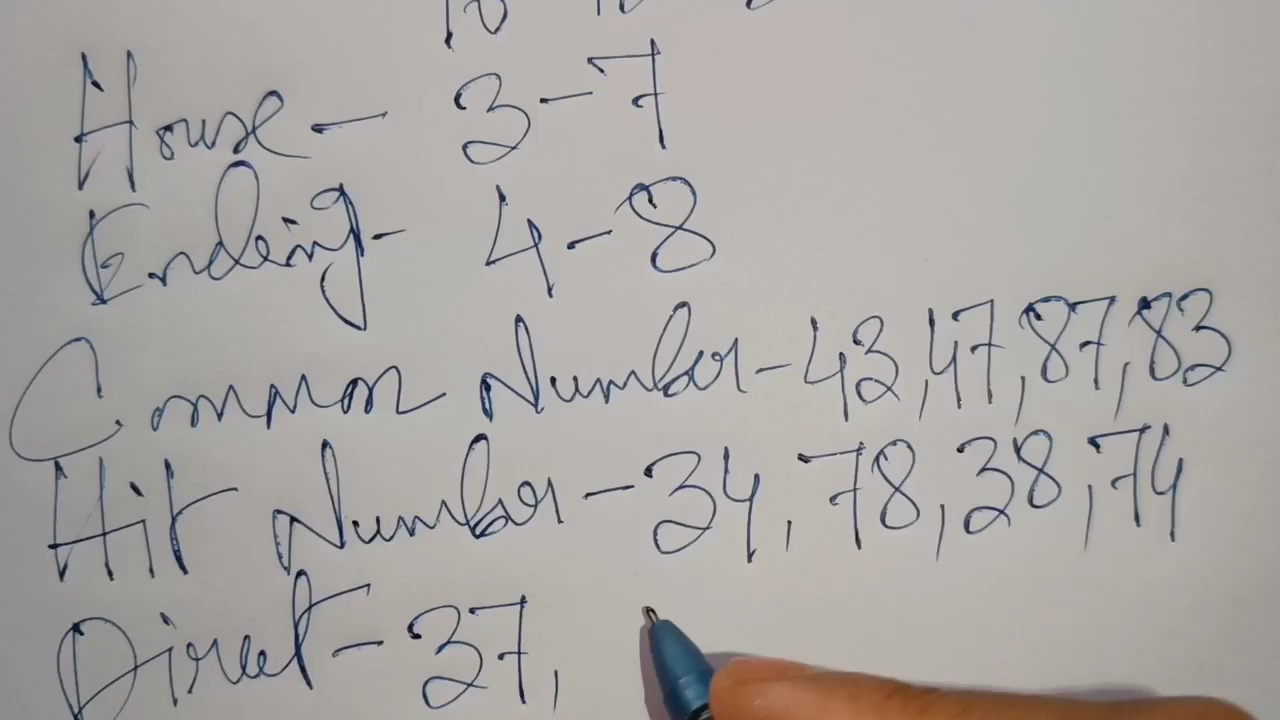 House- 3-7
Ending- 4-8
Common Number-43,47,87,83
Hit Number-34,78,38,74
Direct-37,